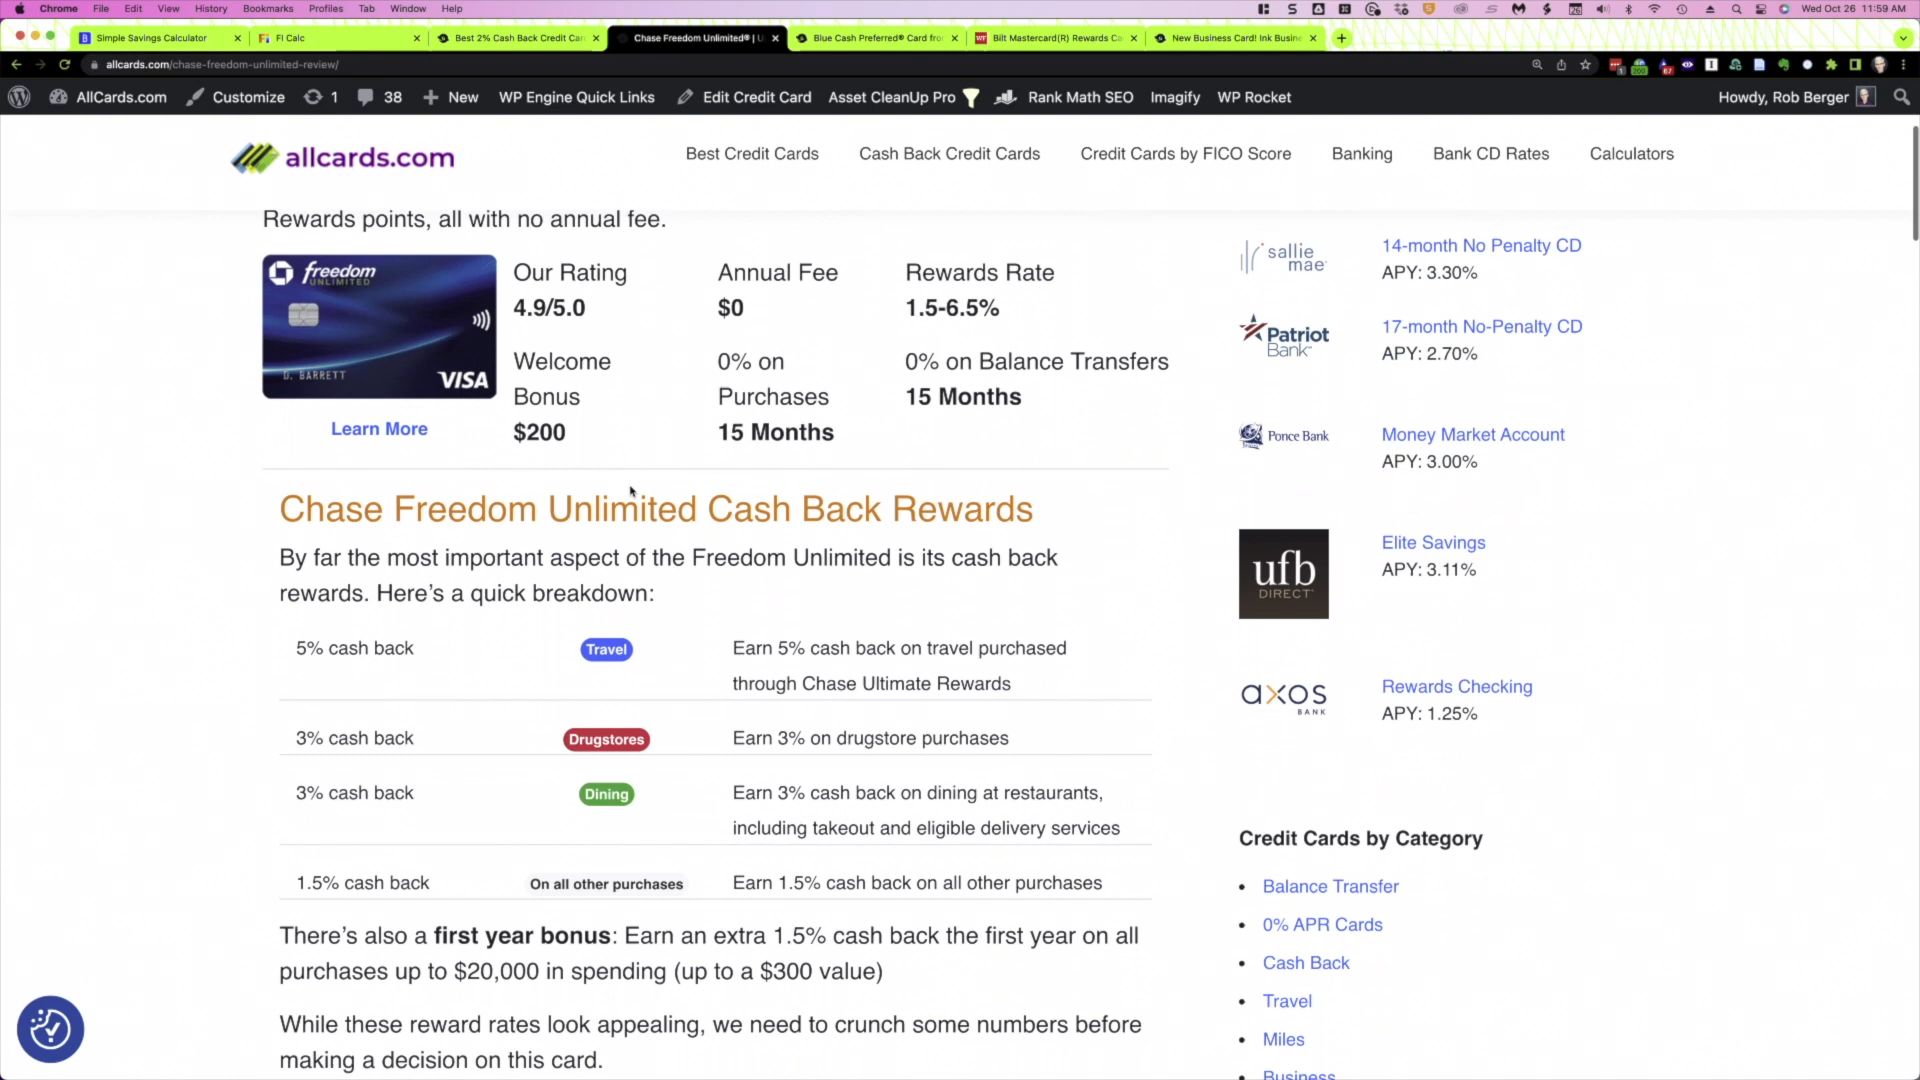 Chrome File Edit View History Bookmarks Profiles Tab Window Help Wed Oct 26 11:59 AM
Simple Savings Calculator FI Calc Best 2% Cash Back Credit Car Chase Freedom Unlimited® | U Blue Cash Preferred® Card fro Bilt Mastercard(R) Rewards Ca New Business Card! Ink Busine
allcards.com/chase-freedom-unlimited-review/
AllCards.com Customize 1 38 New WP Engine Quick Links Edit Credit Card Asset CleanUp Pro Rank Math SEO Imagify WP Rocket Howdy, Rob Berger
allcards.com Best Credit Cards Cash Back Credit Cards Credit Cards by FICO Score Banking Bank CD Rates Calculators
Rewards points, all with no annual fee.
freedom
UNLIMITED
D. BARRETT
VISA
Learn More
Our Rating
4.9/5.0
Annual Fee
$0
Rewards Rate
1.5-6.5%
Welcome
Bonus
$200
0% on
Purchases
15 Months
0% on Balance Transfers
15 Months
Chase Freedom Unlimited Cash Back Rewards
By far the most important aspect of the Freedom Unlimited is its cash back
rewards. Here's a quick breakdown:
5% cash back Travel Earn 5% cash back on travel purchased
through Chase Ultimate Rewards
3% cash back Drugstores Earn 3% on drugstore purchases
3% cash back Dining Earn 3% cash back on dining at restaurants,
including takeout and eligible delivery services
1.5% cash back On all other purchases Earn 1.5% cash back on all other purchases
There's also a first year bonus: Earn an extra 1.5% cash back the first year on all
purchases up to $20,000 in spending (up to a $300 value)
While these reward rates look appealing, we need to crunch some numbers before
making a decision on this card.
sallie
mae
14-month No Penalty CD
APY: 3.30%
Patriot
Bank
17-month No-Penalty CD
APY: 2.70%
Ponce Bank
Money Market Account
APY: 3.00%
ufb
DIRECT
Elite Savings
APY: 3.11%
axos
BANK
Rewards Checking
APY: 1.25%
Credit Cards by Category
• Balance Transfer
• 0% APR Cards
• Cash Back
• Travel
• Miles
• Business